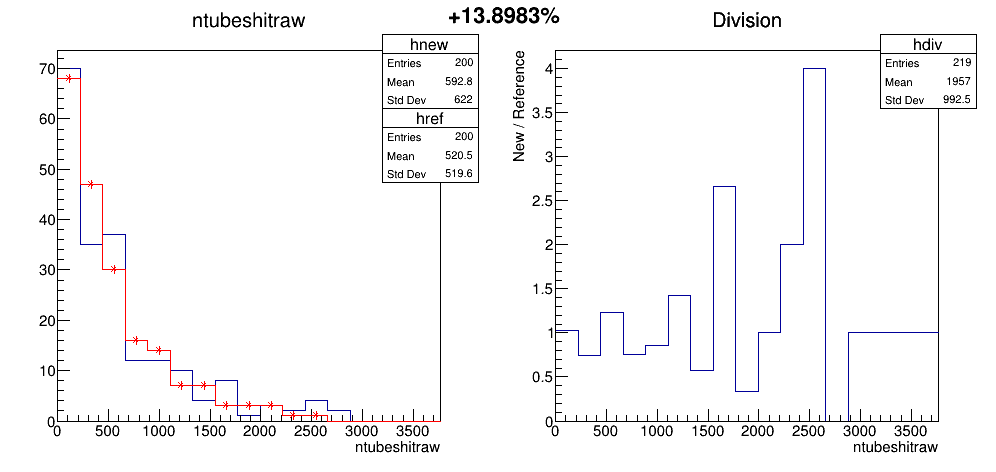 +13.8983%
ntubeshitraw
hnew
Entries 200
Mean 592.8
Std Dev 622
href
Entries 200
Mean 520.5
Std Dev 519.6
70
60
50
40
30
20
10
0
0 500 1000 1500 2000 2500 3000 3500
ntubeshitraw
Division
hdiv
Entries 219
Mean 1957
Std Dev 992.5
New / Reference
4
3.5
3
2.5
2
1.5
1
0.5
0
0 500 1000 1500 2000 2500 3000 3500
ntubeshitraw